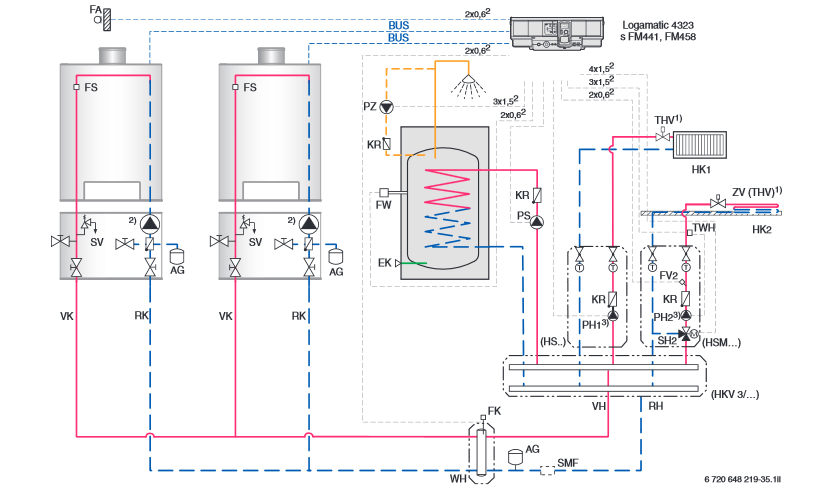 FA
2x0,6²
BUS
BUS
2x0,6²
Logamatic 4323
s FM441, FM458
4x1,5²
3x1,5²
2x0,6²
3x1,5²
2x0,6²
FS
FS
PZ
KR
THV¹⁾
HK1
ZV (THV)¹⁾
HK2
FW
KR
PS
TWH
2)
SV
AG
2)
SV
AG
EK
FV2
KR
KR
PH1³⁾
PH2³⁾
SH2
M
T
T
T
T
VK
RK
VK
RK
(HS..)
(HSM...)
(HKV 3/...)
VH
RH
FK
AG
SMF
WH
6 720 648 219-35.1Il